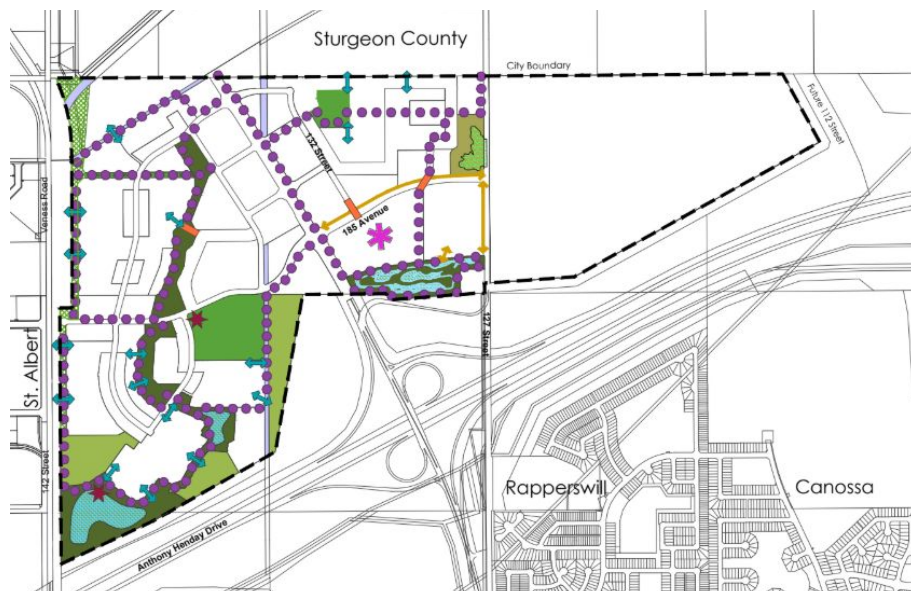 Sturgeon County
City Boundary
Future 112 Street
132 Street
Veness Road
185 Avenue
St. Albert
127 Street
142 Street
Rapperswill
Canossa
Anthony Henday Drive